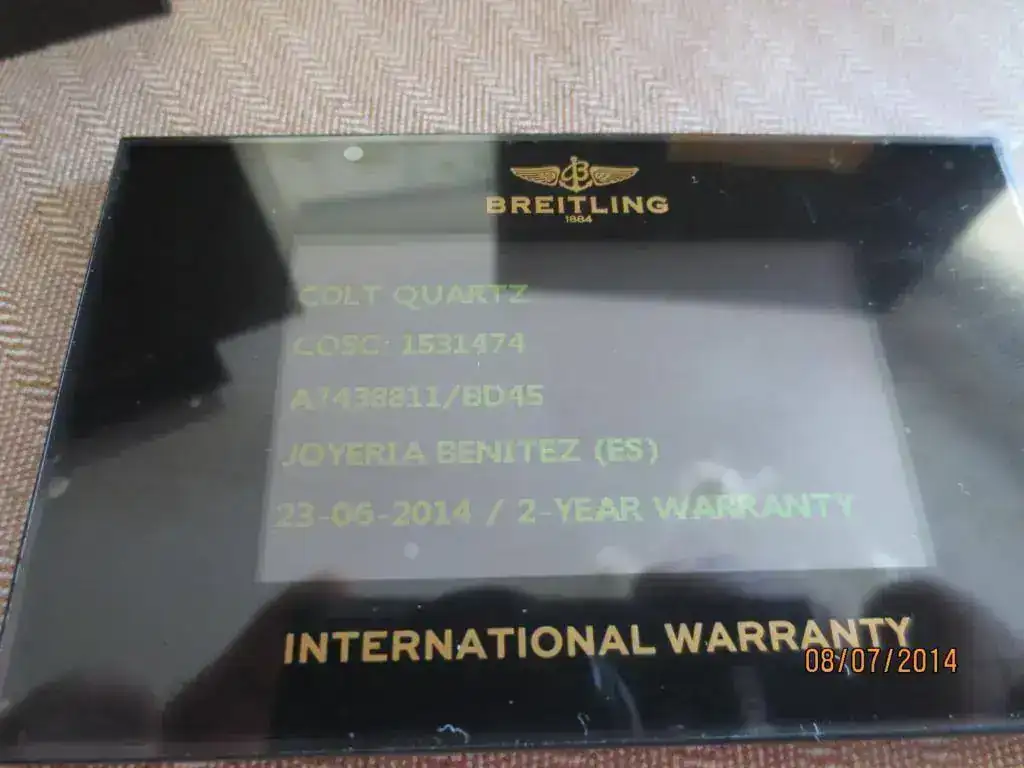 BREITLING
1884
COLT QUARTZ
COSC: 1531474
A7438811/BD45
JOYERIA BENITEZ (ES)
23-06-2014 / 2-YEAR WARRANTY
INTERNATIONAL WARRANTY
08/07/2014